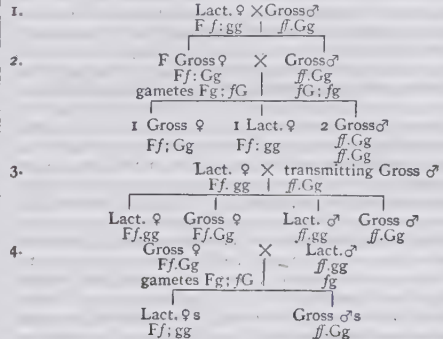 1. Lact. ♀ × Gross ♂
Ff: gg ff.Gg
2. F Gross ♀ × Gross ♂
Ff: Gg ff.Gg
gametes Fg; fG fG; fg
1 Gross ♀ 1 Lact. ♀ 2 Gross ♂
Ff; Gg Ff: gg ff.Gg
ff.Gg
3. Lact. ♀ × transmitting Gross ♂
Ff. gg ff.Gg
Lact. ♀ Gross ♀ Lact. ♂ Gross ♂
Ff.gg Ff.Gg ff.gg ff.Gg
4. Gross ♀ × Lact. ♂
Ff.Gg ff.gg
gametes Fg; fG fg
Lact. ♀s Gross ♂s
Ff; gg ff.Gg